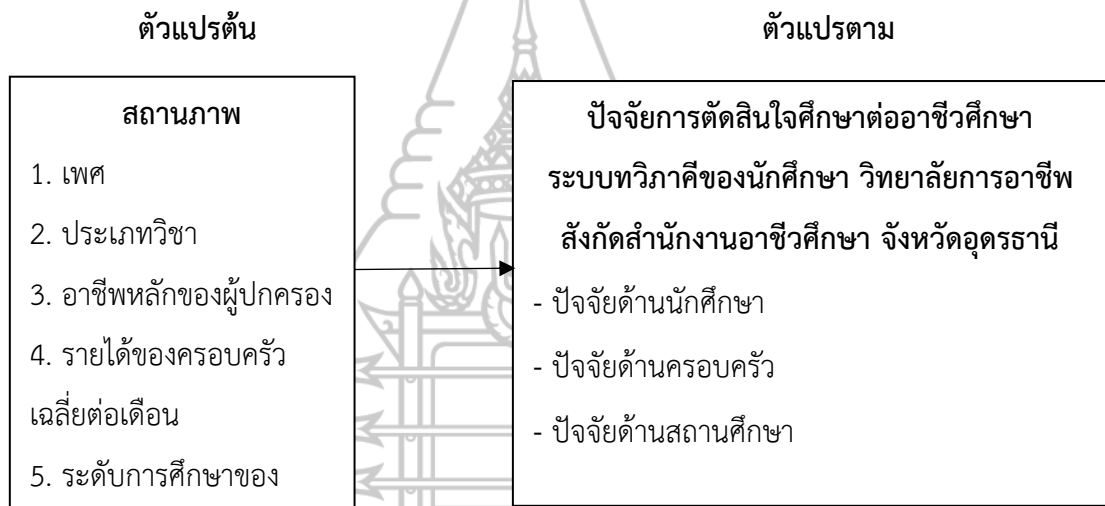 ตัวแปรต้น
ตัวแปรตาม
สถานภาพ
1. เพศ
2. ประเภทวิชา
3. อาชีพหลักของผู้ปกครอง
4. รายได้ของครอบครัว
เฉลี่ยต่อเดือน
5. ระดับการศึกษาของ
ปัจจัยการตัดสินใจศึกษาต่ออาชีวศึกษา
ระบบทวิภาคีของนักศึกษา วิทยาลัยการอาชีพ
สังกัดสำนักงานอาชีวศึกษา จังหวัดอุดรธานี
- ปัจจัยด้านนักศึกษา
- ปัจจัยด้านครอบครัว
- ปัจจัยด้านสถานศึกษา